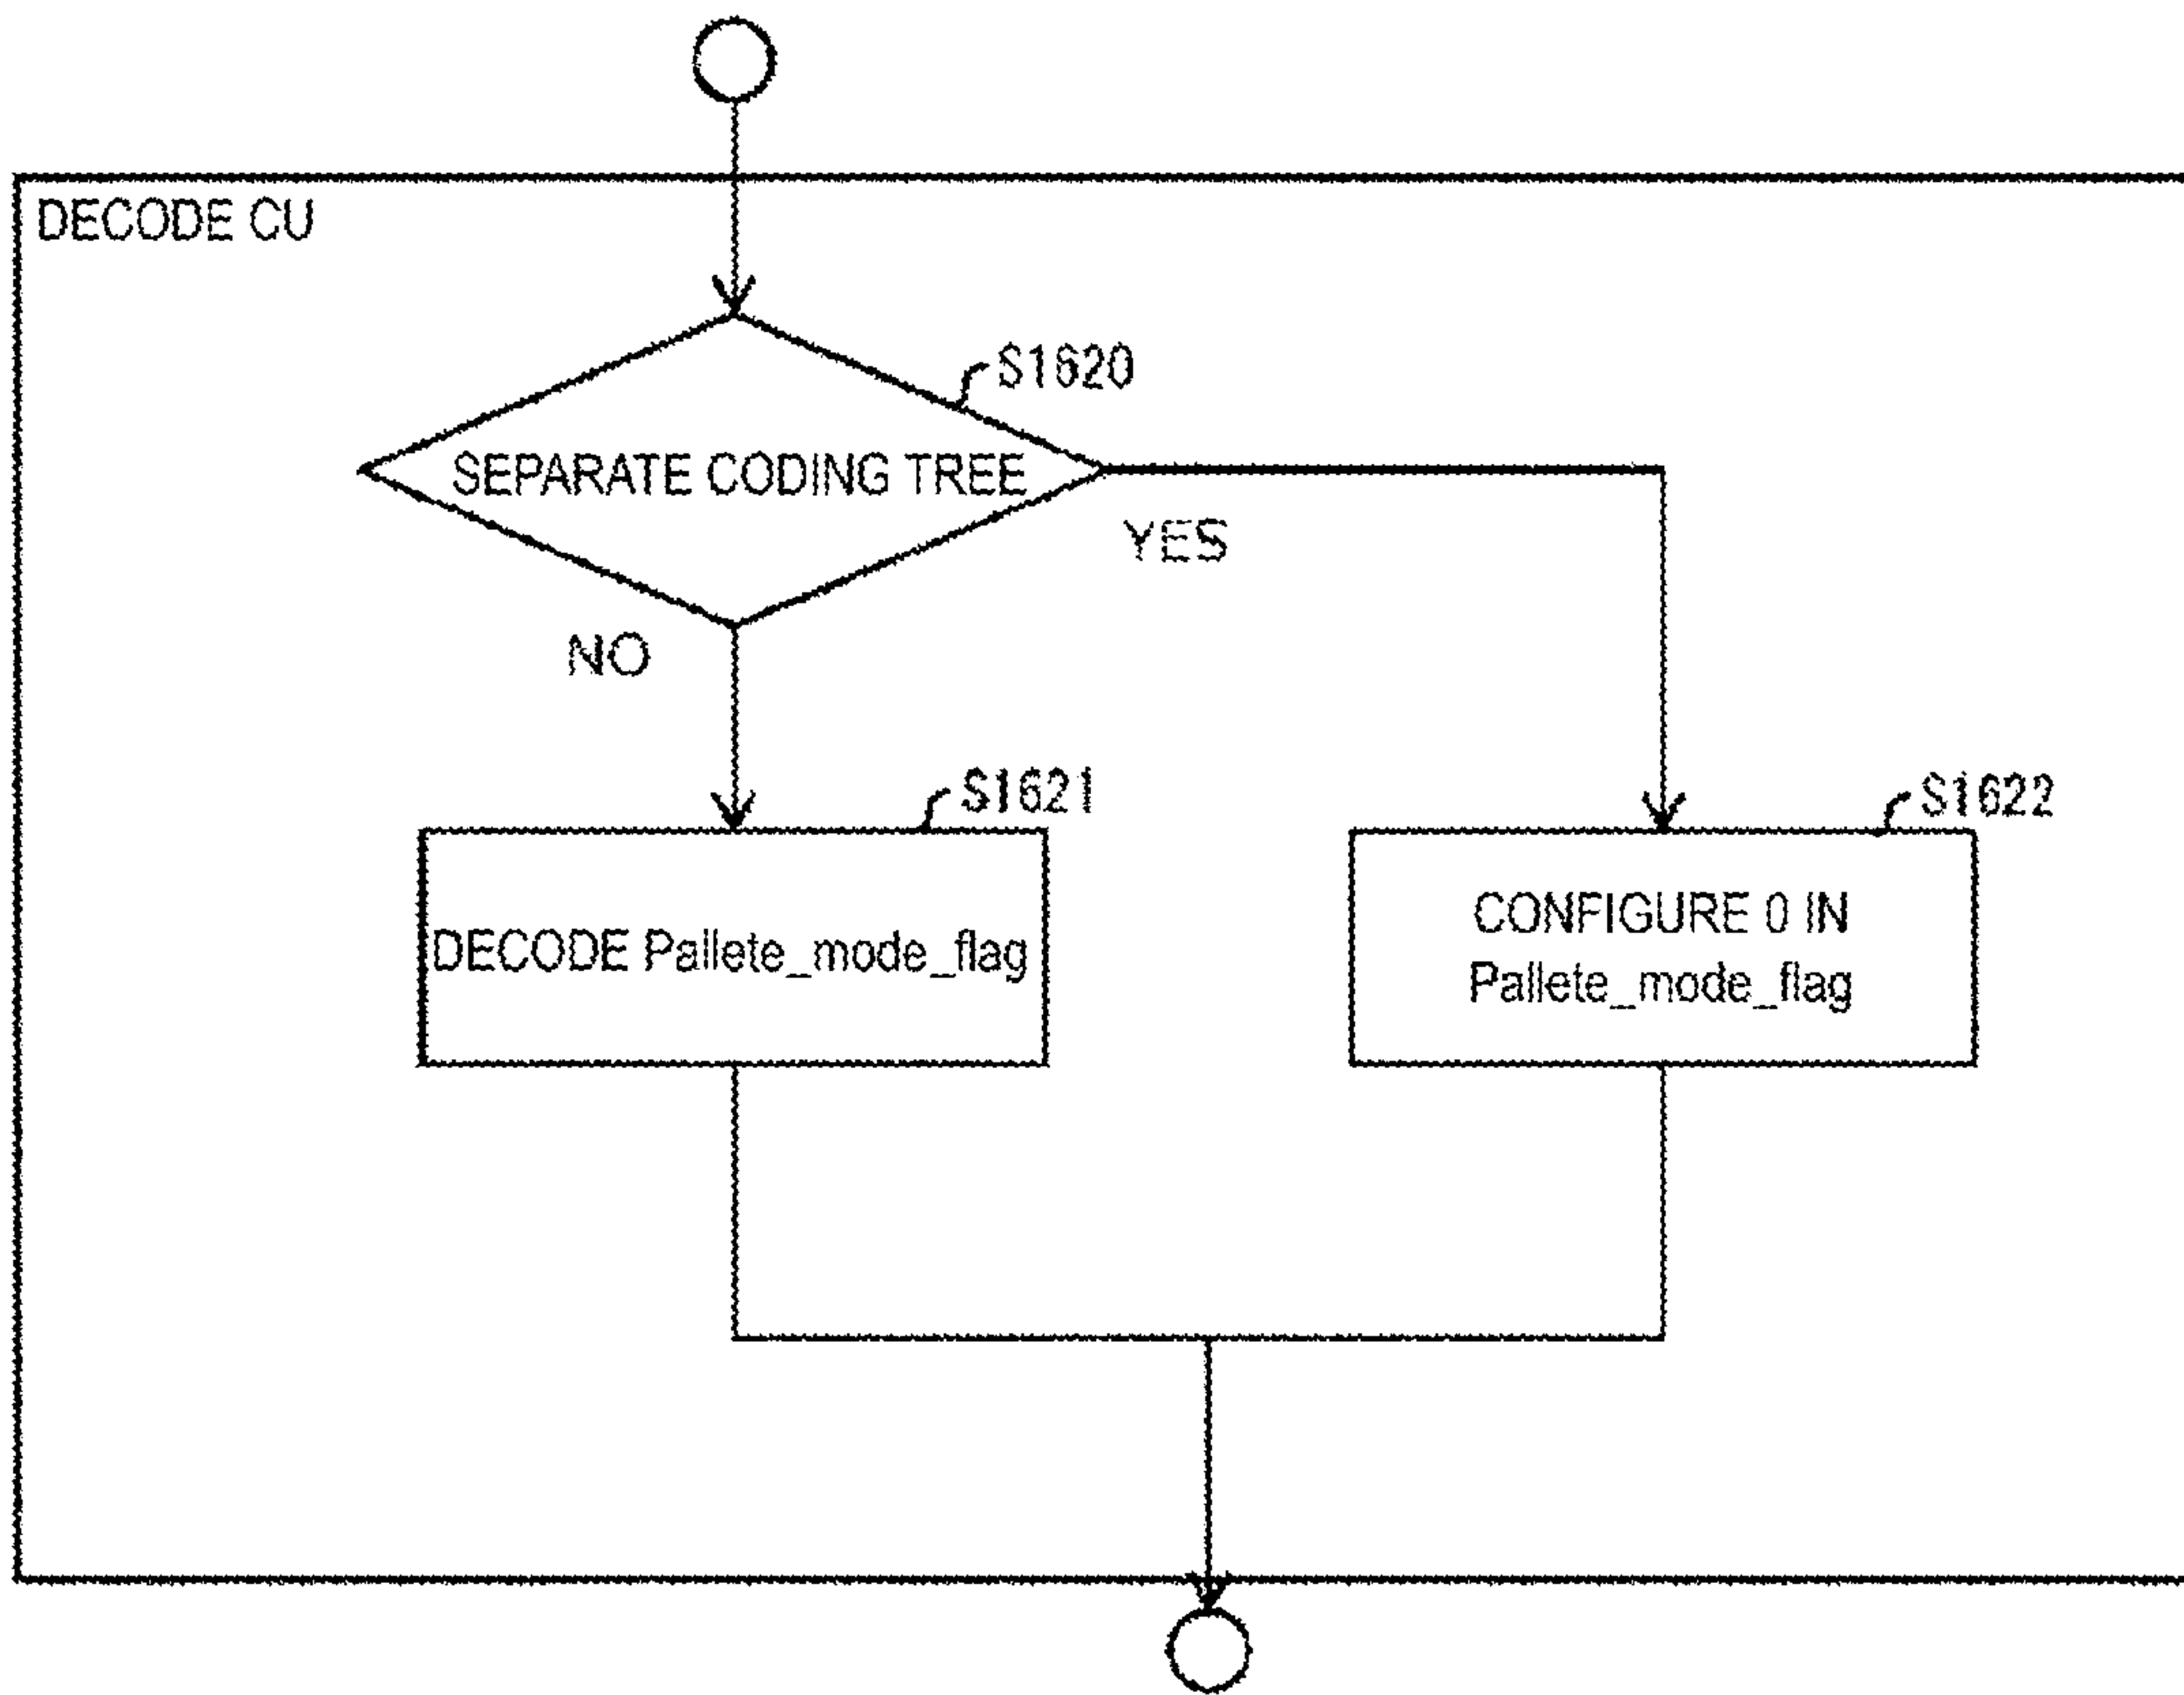 DECODE CU
S1620
SEPARATE CODING TREE
YES
NO
S1621
S1622
DECODE Pallete_mode_flag
CONFIGURE 0 IN
Pallete_mode_flag